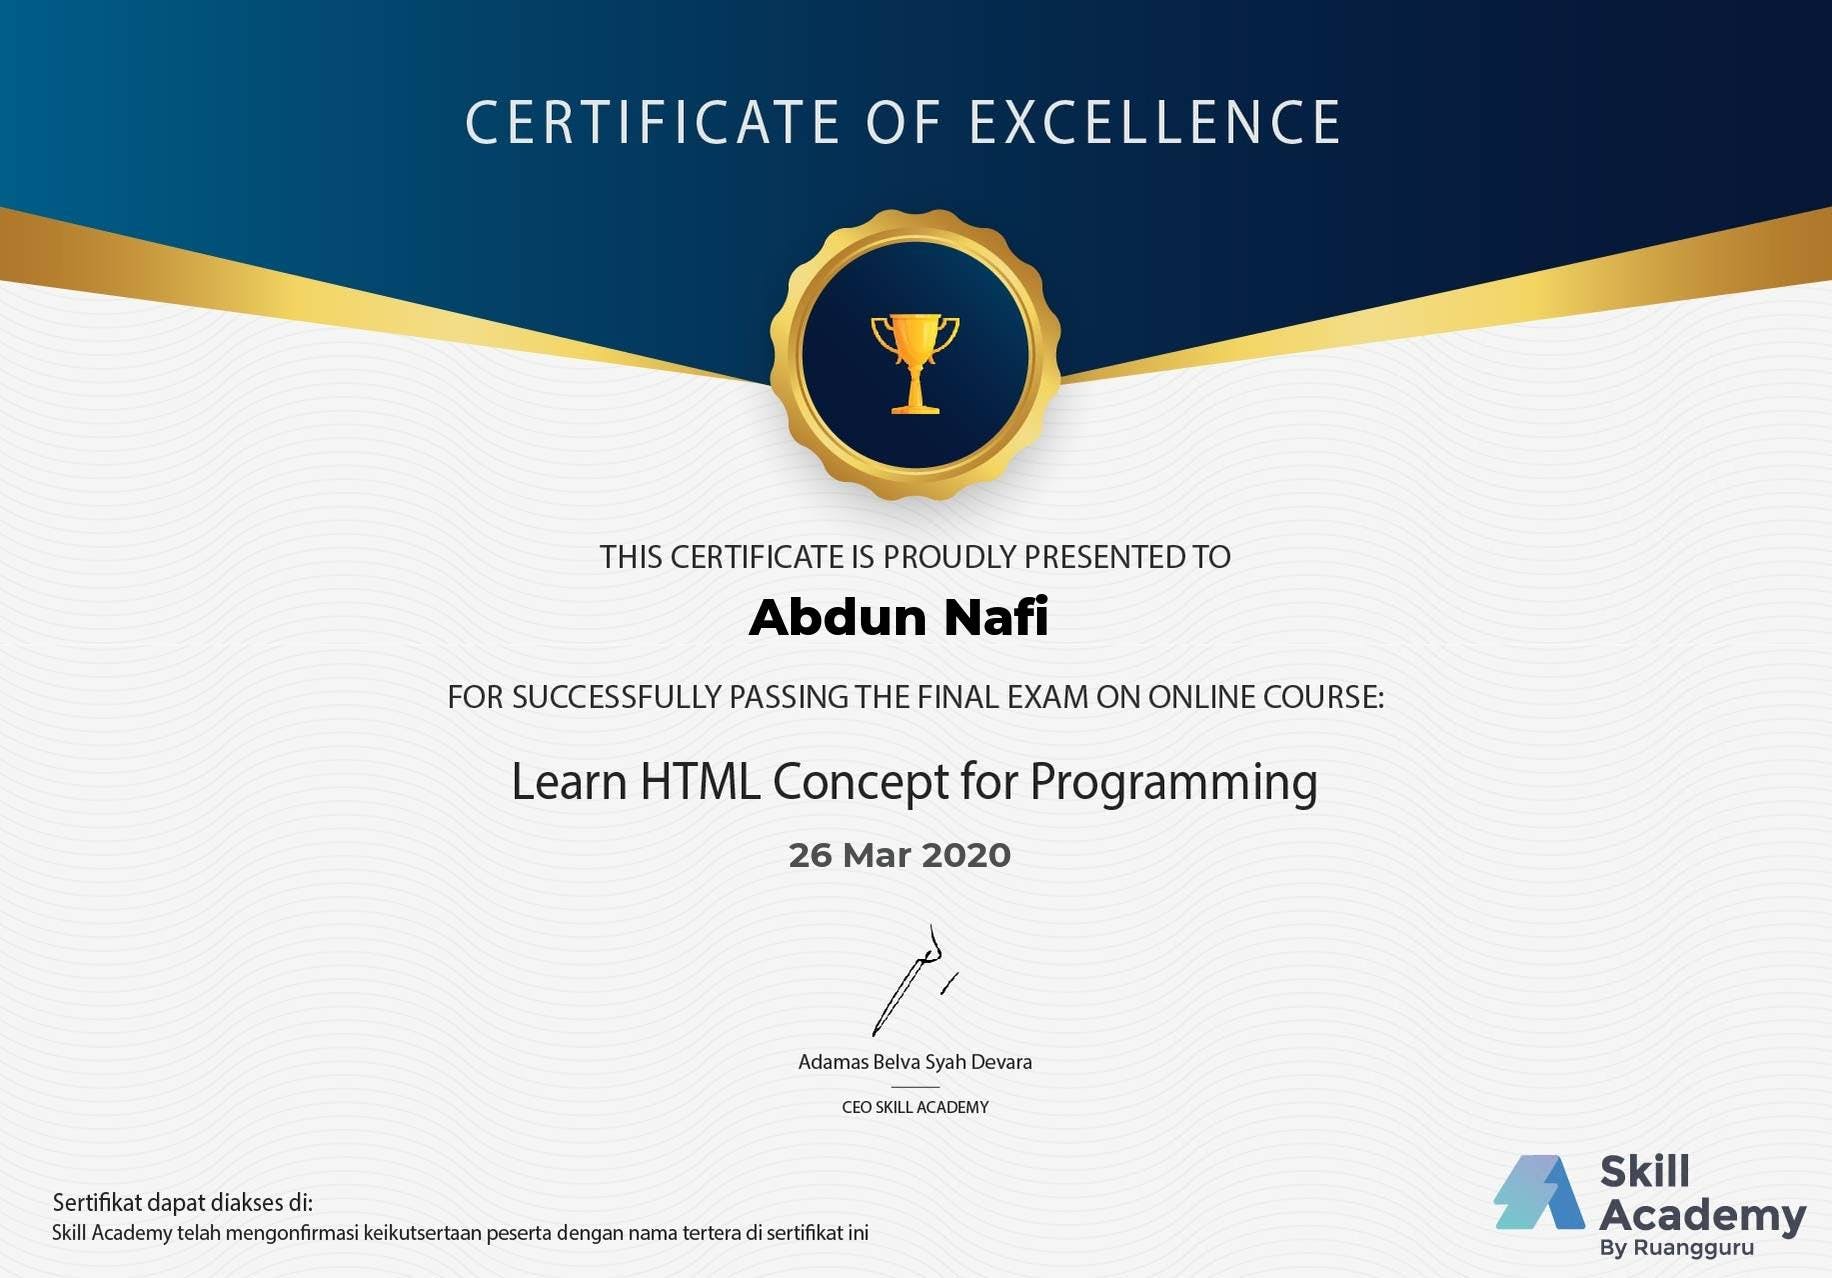 CERTIFICATE OF EXCELLENCE
THIS CERTIFICATE IS PROUDLY PRESENTED TO
Abdun Nafi
FOR SUCCESSFULLY PASSING THE FINAL EXAM ON ONLINE COURSE:
Learn HTML Concept for Programming
26 Mar 2020
Adamas Belva Syah Devara
CEO SKILL ACADEMY
Sertifikat dapat diakses di:
Skill Academy telah mengonfirmasi keikutsertaan peserta dengan nama tertera di sertifikat ini
Skill
Academy
By Ruangguru